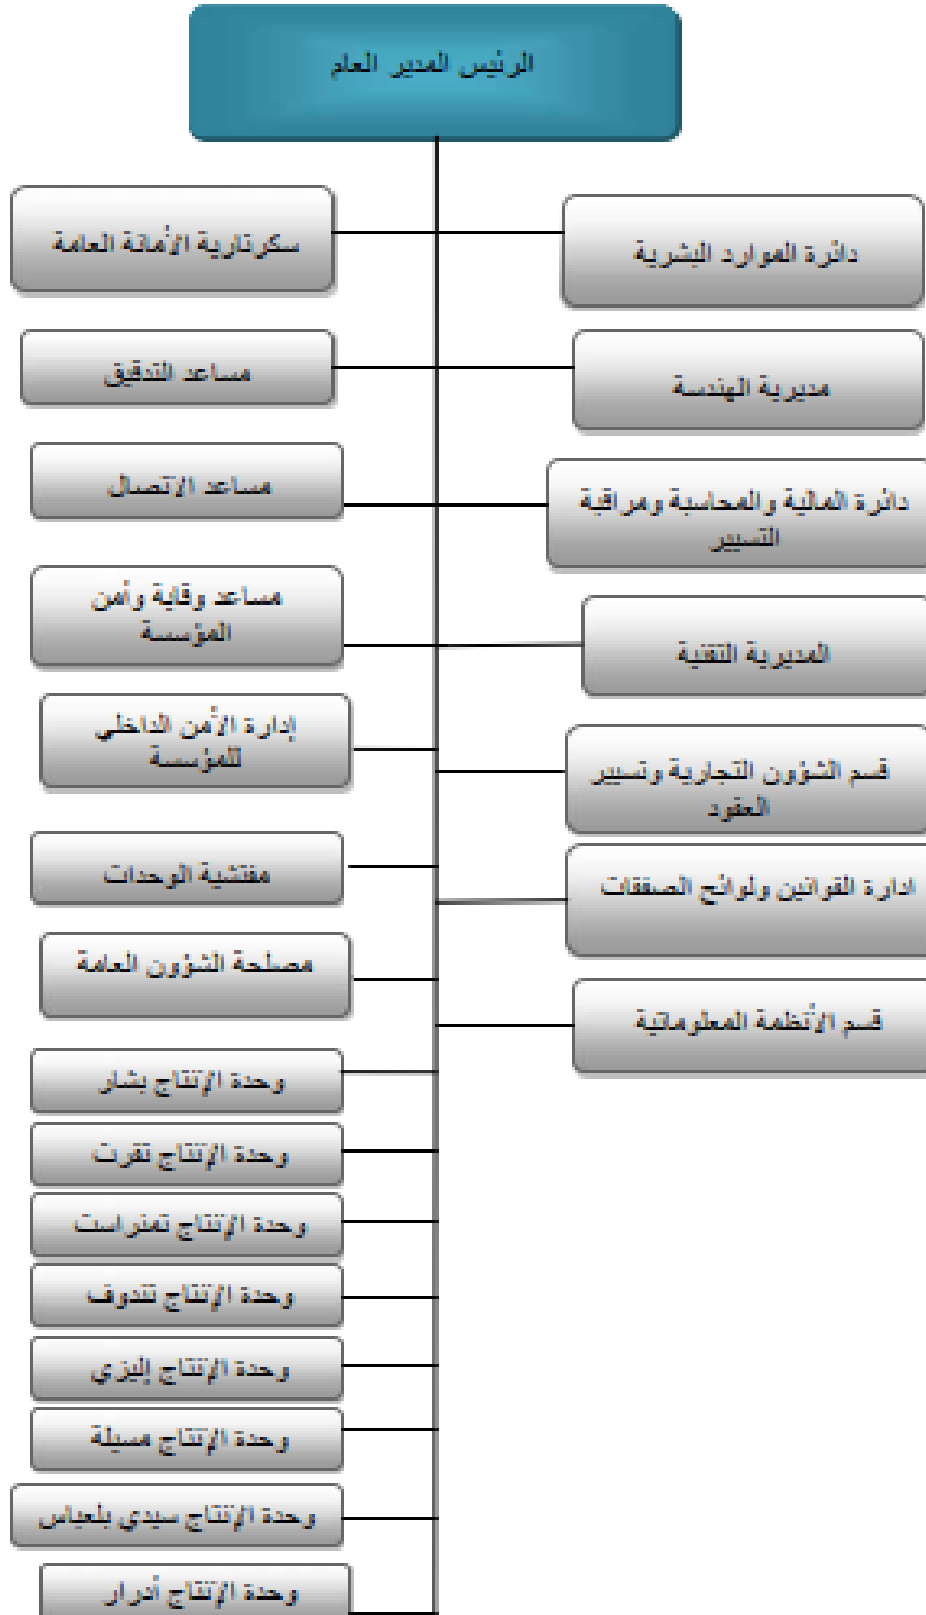 الرئيس المدير العام
دائرة الموارد البشرية
سكرتارية الأمانة العامة
مديرية الهندسة
مساعد التدقيق
دائرة المالية والمحاسبة ومراقبة
التسيير
مساعد الاتصال
المديرية التقنية
مساعد وقاية وأمن
المؤسسة
قسم الشؤون التجارية وتسيير
العقود
إدارة الأمن الداخلي
للمؤسسة
ادارة القوانين ولوائح الصفقات
مفتشية الوحدات
قسم الأنظمة المعلوماتية
مصلحة الشؤون العامة
وحدة الإنتاج بشار
وحدة الإنتاج تقرت
وحدة الإنتاج تمنراست
وحدة الإنتاج تندوف
وحدة الإنتاج إليزي
وحدة الإنتاج مسيلة
وحدة الإنتاج سيدي بلعباس
وحدة الإنتاج أدرار